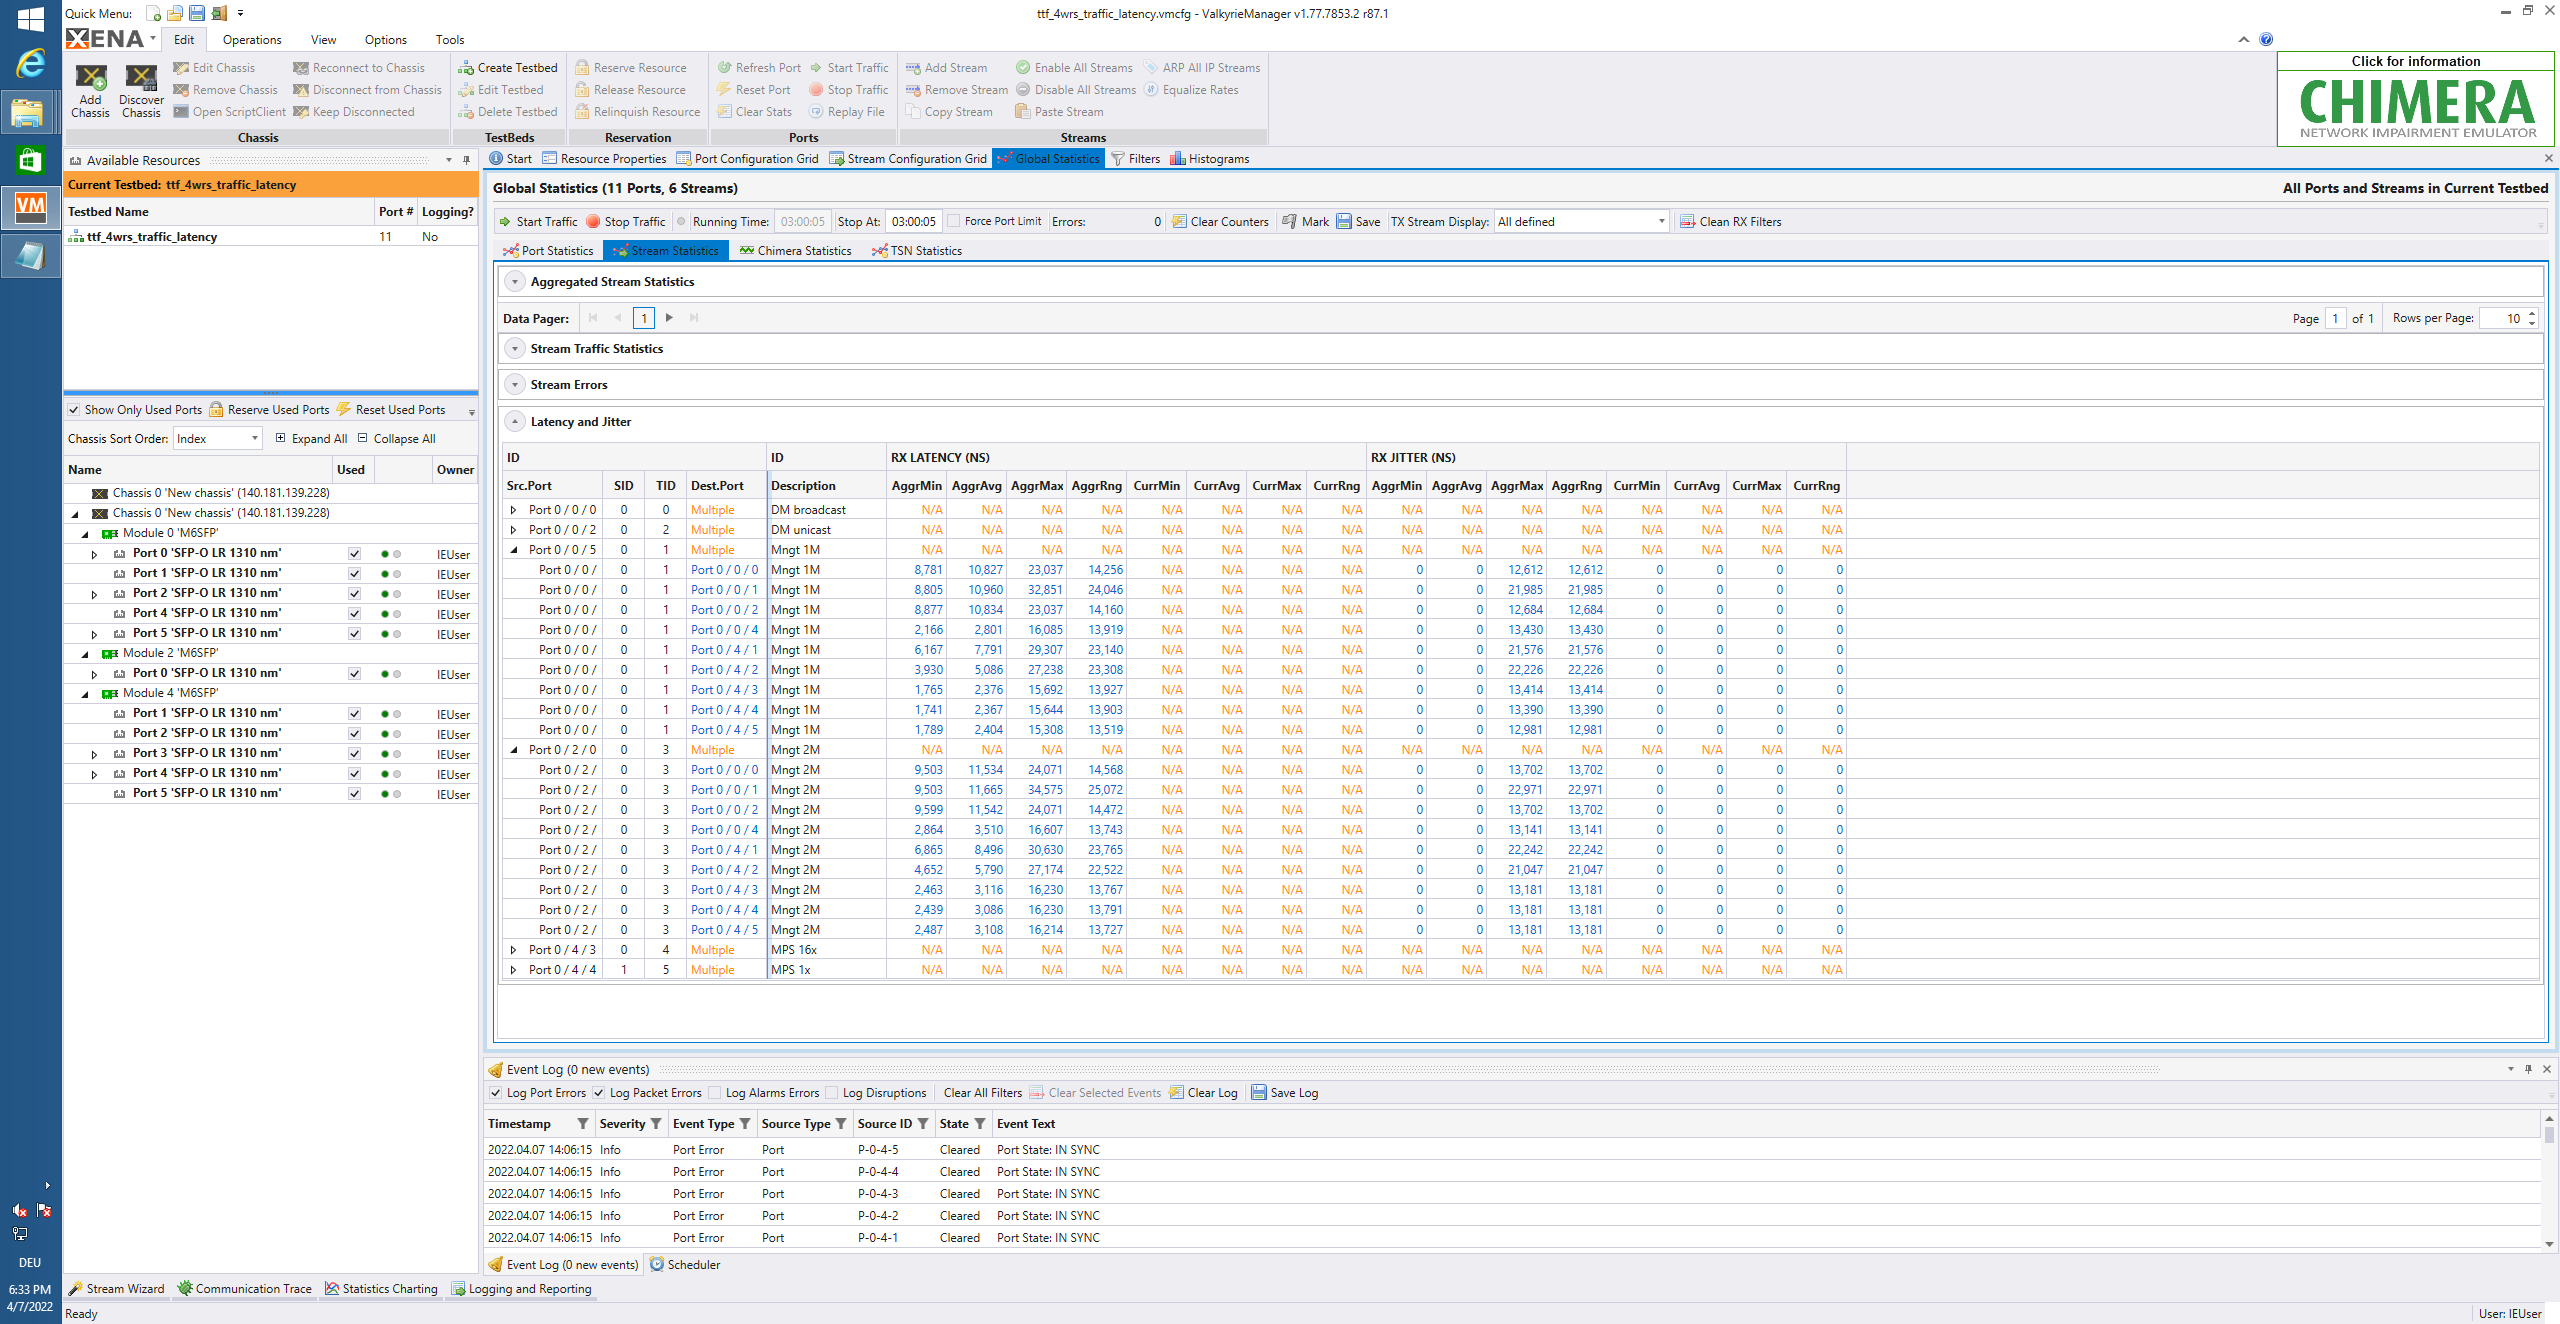 Quick Menu:
ttf_4wrs_traffic_latency.vmcfg - ValkyrieManager v1.77.7853.2 r87.1
XENA Edit Operations View Options Tools
Add Chassis
Discover Chassis
Edit Chassis
Remove Chassis
Open ScriptClient
Reconnect to Chassis
Disconnect from Chassis
Keep Disconnected
Chassis
Create Testbed
Edit Testbed
Delete Testbed
TestBeds
Reserve Resource
Release Resource
Relinquish Resource
Reservation
Refresh Port
Reset Port
Clear Stats
Start Traffic
Stop Traffic
Replay File
Ports
Add Stream
Remove Stream
Copy Stream
Enable All Streams
Disable All Streams
Paste Stream
ARP All IP Streams
Equalize Rates
Streams
Click for information
CHIMERA
NETWORK IMPAIRMENT EMULATOR
Available Resources
Current Testbed: ttf_4wrs_traffic_latency
Testbed Name Port # Logging?
ttf_4wrs_traffic_latency 11 No
Show Only Used Ports Reserve Used Ports Reset Used Ports
Chassis Sort Order: Index Expand All Collapse All
Name Used Owner
Chassis 0 'New chassis' (140.181.139.228)
Chassis 0 'New chassis' (140.181.139.228)
Module 0 'M6SFP'
Port 0 'SFP-O LR 1310 nm' IEUser
Port 1 'SFP-O LR 1310 nm' IEUser
Port 2 'SFP-O LR 1310 nm' IEUser
Port 4 'SFP-O LR 1310 nm' IEUser
Port 5 'SFP-O LR 1310 nm' IEUser
Module 2 'M6SFP'
Port 0 'SFP-O LR 1310 nm' IEUser
Module 4 'M6SFP'
Port 1 'SFP-O LR 1310 nm' IEUser
Port 2 'SFP-O LR 1310 nm' IEUser
Port 3 'SFP-O LR 1310 nm' IEUser
Port 4 'SFP-O LR 1310 nm' IEUser
Port 5 'SFP-O LR 1310 nm' IEUser
Start Resource Properties Port Configuration Grid Stream Configuration Grid Global Statistics Filters Histograms
Global Statistics (11 Ports, 6 Streams) All Ports and Streams in Current Testbed
Start Traffic Stop Traffic Running Time: 03:00:05 Stop At: 03:00:05 Force Port Limit Errors: 0 Clear Counters Mark Save TX Stream Display: All defined Clean RX Filters
Port Statistics Stream Statistics Chimera Statistics TSN Statistics
Aggregated Stream Statistics
Data Pager: 1 Page 1 of 1 Rows per Page: 10
Stream Traffic Statistics
Stream Errors
Latency and Jitter
ID ID RX LATENCY (NS) RX JITTER (NS)
Src.Port SID TID Dest.Port Description AggrMin AggrAvg AggrMax AggrRng CurrMin CurrAvg CurrMax CurrRng AggrMin AggrAvg AggrMax AggrRng CurrMin CurrAvg CurrMax CurrRng
Port 0 / 0 / 0 0 0 Multiple DM broadcast N/A N/A N/A N/A N/A N/A N/A N/A N/A N/A N/A N/A N/A N/A N/A N/A
Port 0 / 0 / 2 0 2 Multiple DM unicast N/A N/A N/A N/A N/A N/A N/A N/A N/A N/A N/A N/A N/A N/A N/A N/A
Port 0 / 0 / 5 0 1 Multiple Mngt 1M N/A N/A N/A N/A N/A N/A N/A N/A N/A N/A N/A N/A N/A N/A N/A N/A
Port 0 / 0 / 0 1 Port 0 / 0 / 0 Mngt 1M 8,781 10,827 23,037 14,256 N/A N/A N/A N/A 0 0 12,612 12,612 0 0 0 0
Port 0 / 0 / 0 1 Port 0 / 0 / 1 Mngt 1M 8,805 10,960 32,851 24,046 N/A N/A N/A N/A 0 0 21,985 21,985 0 0 0 0
Port 0 / 0 / 0 1 Port 0 / 0 / 2 Mngt 1M 8,877 10,834 23,037 14,160 N/A N/A N/A N/A 0 0 12,684 12,684 0 0 0 0
Port 0 / 0 / 0 1 Port 0 / 0 / 4 Mngt 1M 2,166 2,801 16,085 13,919 N/A N/A N/A N/A 0 0 13,430 13,430 0 0 0 0
Port 0 / 0 / 0 1 Port 0 / 4 / 1 Mngt 1M 6,167 7,791 29,307 23,140 N/A N/A N/A N/A 0 0 21,576 21,576 0 0 0 0
Port 0 / 0 / 0 1 Port 0 / 4 / 2 Mngt 1M 3,930 5,086 27,238 23,308 N/A N/A N/A N/A 0 0 22,226 22,226 0 0 0 0
Port 0 / 0 / 0 1 Port 0 / 4 / 3 Mngt 1M 1,765 2,376 15,692 13,927 N/A N/A N/A N/A 0 0 13,414 13,414 0 0 0 0
Port 0 / 0 / 0 1 Port 0 / 4 / 4 Mngt 1M 1,741 2,367 15,644 13,903 N/A N/A N/A N/A 0 0 13,390 13,390 0 0 0 0
Port 0 / 0 / 0 1 Port 0 / 4 / 5 Mngt 1M 1,789 2,404 15,308 13,519 N/A N/A N/A N/A 0 0 12,981 12,981 0 0 0 0
Port 0 / 2 / 0 0 3 Multiple Mngt 2M N/A N/A N/A N/A N/A N/A N/A N/A N/A N/A N/A N/A N/A N/A N/A N/A
Port 0 / 2 / 0 3 Port 0 / 0 / 0 Mngt 2M 9,503 11,534 24,071 14,568 N/A N/A N/A N/A 0 0 13,702 13,702 0 0 0 0
Port 0 / 2 / 0 3 Port 0 / 0 / 1 Mngt 2M 9,503 11,665 34,575 25,072 N/A N/A N/A N/A 0 0 22,971 22,971 0 0 0 0
Port 0 / 2 / 0 3 Port 0 / 0 / 2 Mngt 2M 9,599 11,542 24,071 14,472 N/A N/A N/A N/A 0 0 13,702 13,702 0 0 0 0
Port 0 / 2 / 0 3 Port 0 / 0 / 4 Mngt 2M 2,864 3,510 16,607 13,743 N/A N/A N/A N/A 0 0 13,141 13,141 0 0 0 0
Port 0 / 2 / 0 3 Port 0 / 4 / 1 Mngt 2M 6,865 8,496 30,630 23,765 N/A N/A N/A N/A 0 0 22,242 22,242 0 0 0 0
Port 0 / 2 / 0 3 Port 0 / 4 / 2 Mngt 2M 4,652 5,790 27,174 22,522 N/A N/A N/A N/A 0 0 21,047 21,047 0 0 0 0
Port 0 / 2 / 0 3 Port 0 / 4 / 3 Mngt 2M 2,463 3,116 16,230 13,767 N/A N/A N/A N/A 0 0 13,181 13,181 0 0 0 0
Port 0 / 2 / 0 3 Port 0 / 4 / 4 Mngt 2M 2,439 3,086 16,230 13,791 N/A N/A N/A N/A 0 0 13,181 13,181 0 0 0 0
Port 0 / 2 / 0 3 Port 0 / 4 / 5 Mngt 2M 2,487 3,108 16,214 13,727 N/A N/A N/A N/A 0 0 13,181 13,181 0 0 0 0
Port 0 / 4 / 3 0 4 Multiple MPS 16x N/A N/A N/A N/A N/A N/A N/A N/A N/A N/A N/A N/A N/A N/A N/A N/A
Port 0 / 4 / 4 1 5 Multiple MPS 1x N/A N/A N/A N/A N/A N/A N/A N/A N/A N/A N/A N/A N/A N/A N/A N/A
Event Log (0 new events)
Log Port Errors Log Packet Errors Log Alarms Errors Log Disruptions Clear All Filters Clear Selected Events Clear Log Save Log
Timestamp Severity Event Type Source Type Source ID State Event Text
2022.04.07 14:06:15 Info Port Error Port P-0-4-5 Cleared Port State: IN SYNC
2022.04.07 14:06:15 Info Port Error Port P-0-4-4 Cleared Port State: IN SYNC
2022.04.07 14:06:15 Info Port Error Port P-0-4-3 Cleared Port State: IN SYNC
2022.04.07 14:06:15 Info Port Error Port P-0-4-2 Cleared Port State: IN SYNC
2022.04.07 14:06:15 Info Port Error Port P-0-4-1 Cleared Port State: IN SYNC
Event Log (0 new events) Scheduler
Stream Wizard Communication Trace Statistics Charting Logging and Reporting
Ready User: IEUser
VM
DEU
6:33 PM
4/7/2022